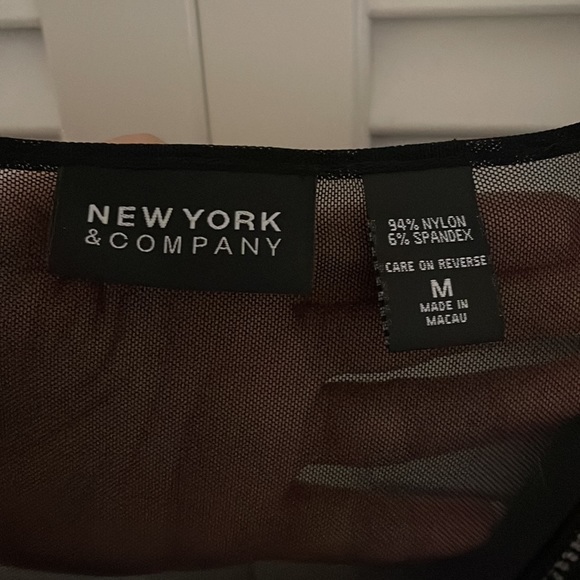 NEW YORK
& COMPANY
94% NYLON
6% SPANDEX
CARE ON REVERSE
M
MADE IN
MACAU